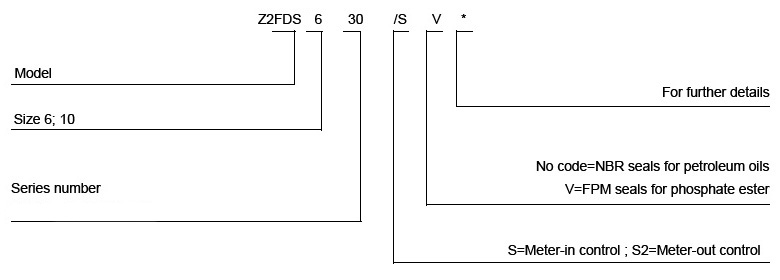 Z2FDS 6 30 /S V *
Model
For further details
Size 6; 10
No code=NBR seals for petroleum oils
Series number
V=FPM seals for phosphate ester
S=Meter-in control ; S2=Meter-out control